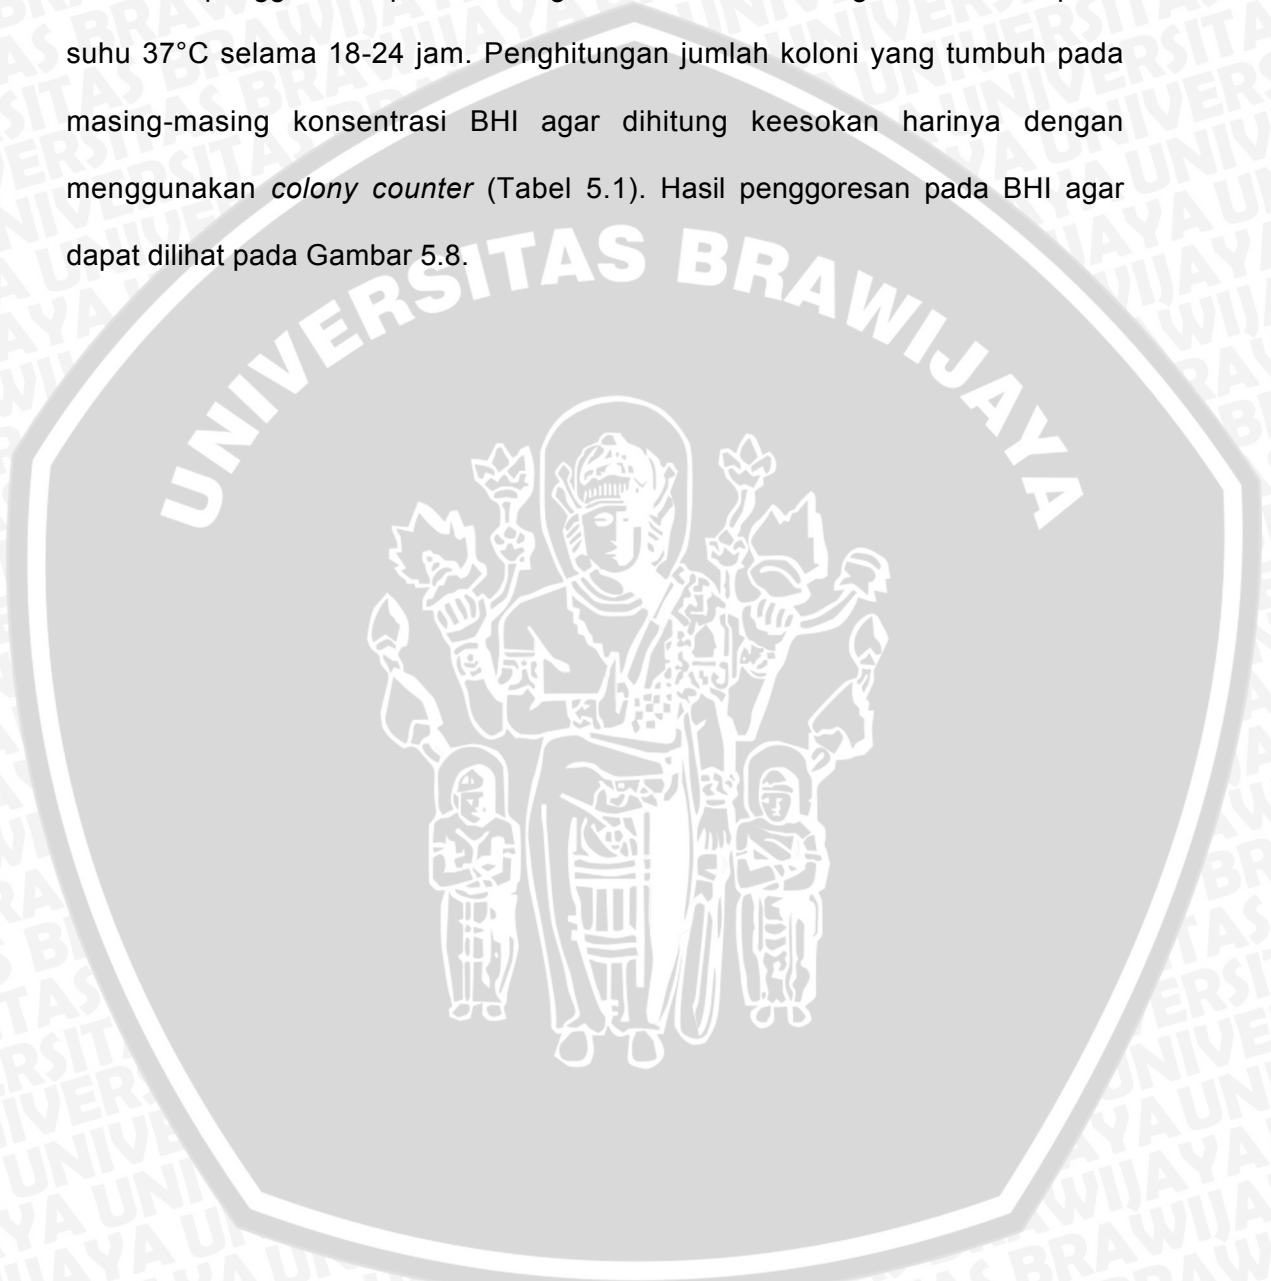 suhu 37°C selama 18-24 jam. Penghitungan jumlah koloni yang tumbuh pada
masing-masing konsentrasi BHI agar dihitung keesokan harinya dengan
menggunakan colony counter (Tabel 5.1). Hasil penggoresan pada BHI agar
dapat dilihat pada Gambar 5.8.
UNIVERSITAS BRAWIJAYA